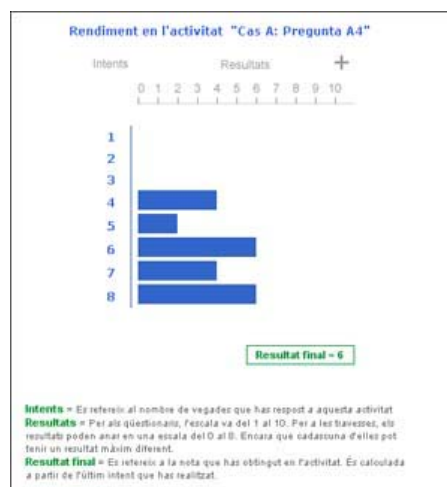 Rendiment en l'activitat "Cas A: Pregunta A4"
Intents Resultats +
0 1 2 3 4 5 6 7 8 9 10
1
2
3
4
5
6
7
8
Resultat final = 6
Intents = Es refereix al nombre de vegades que has respost a aquesta activitat
Resultats = Per als qüestionaris, l'escala va del 1 al 10. Per a les travesses, els
resultats poden anar en una escala del 0 al 8. Encara que cadascuna d'elles pot
tenir un resultat màxim diferent.
Resultat final = Es refereix a la nota que has obtingut en l'activitat. És calculada
a partir de l'últim intent que has realitzat.